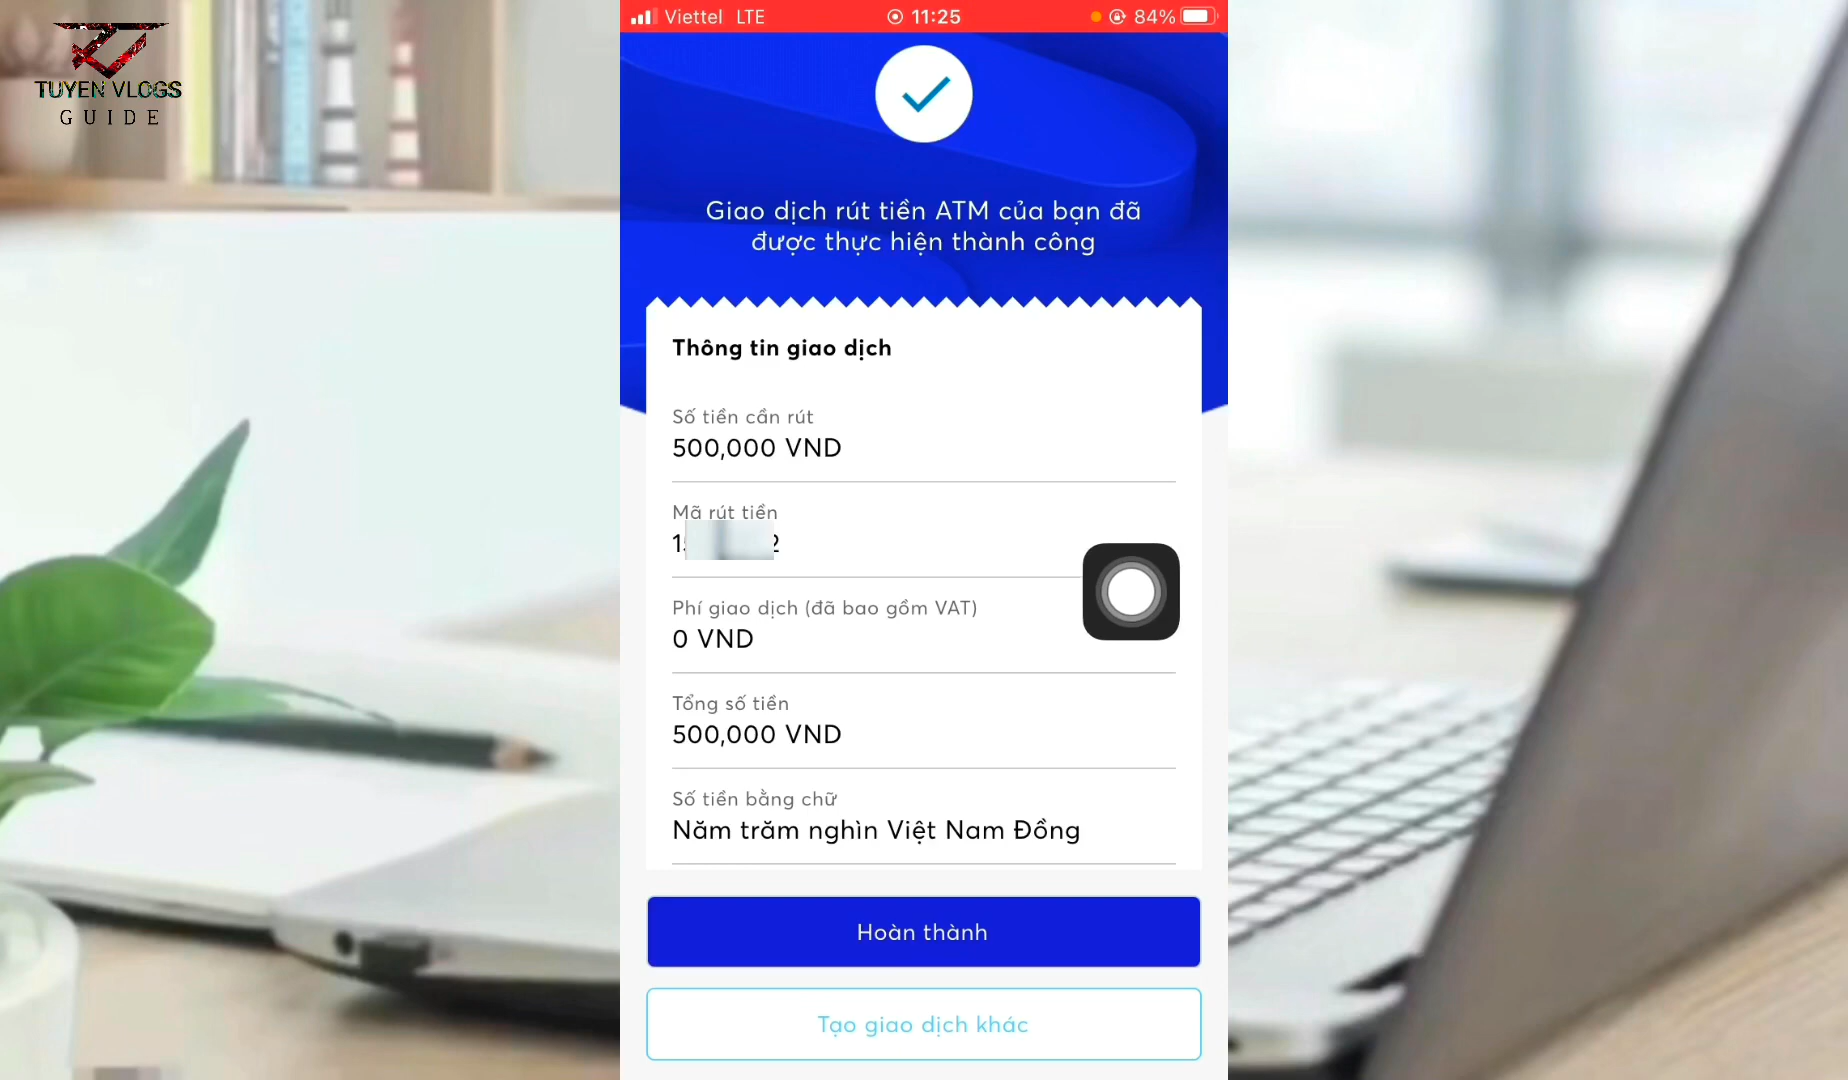 TUYEN VLOGS
GUIDE
Viettel LTE
11:25
84%
Giao dịch rút tiền ATM của bạn đã
được thực hiện thành công
Thông tin giao dịch
Số tiền cần rút
500,000 VND
Mã rút tiền
Phí giao dịch (đã bao gồm VAT)
0 VND
Tổng số tiền
500,000 VND
Số tiền bằng chữ
Năm trăm nghìn Việt Nam Đồng
Hoàn thành
Tạo giao dịch khác